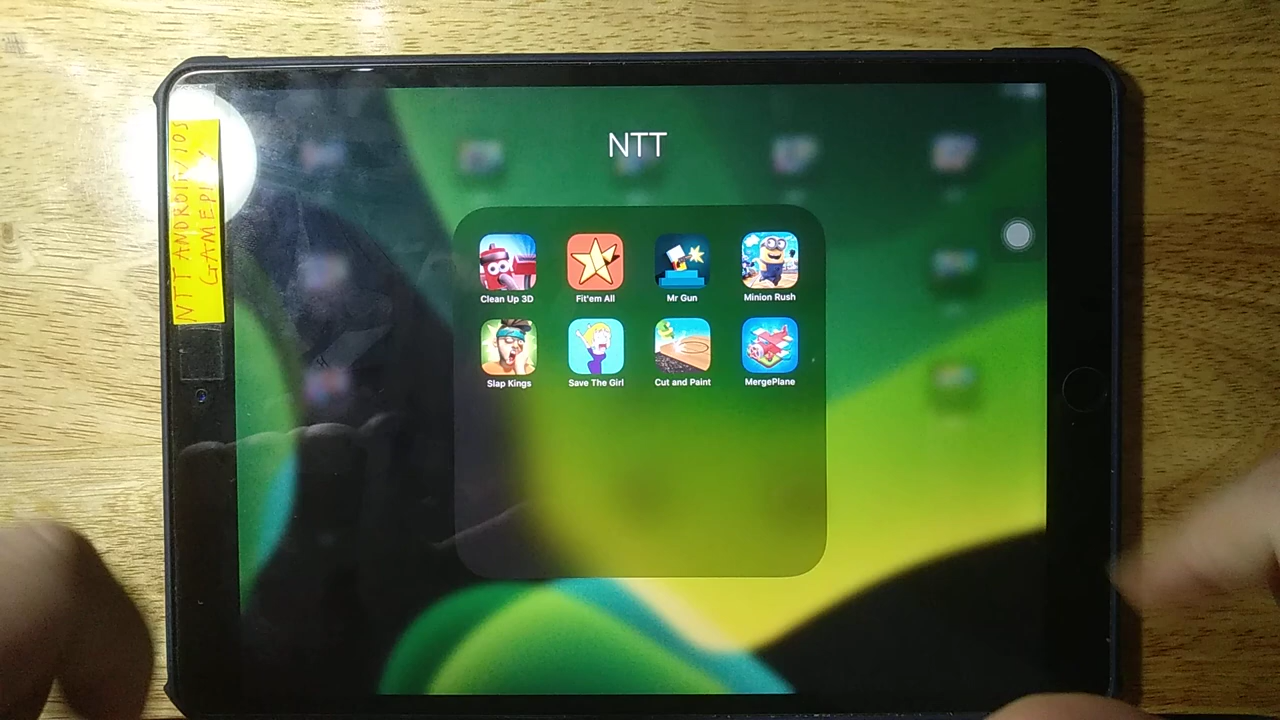 NTT ANDROID/IOS
GAMEPLAY
NTT
Clean Up 3D
Fit'em All
Mr Gun
Minion Rush
Slap Kings
Save The Girl
Cut and Paint
MergePlane